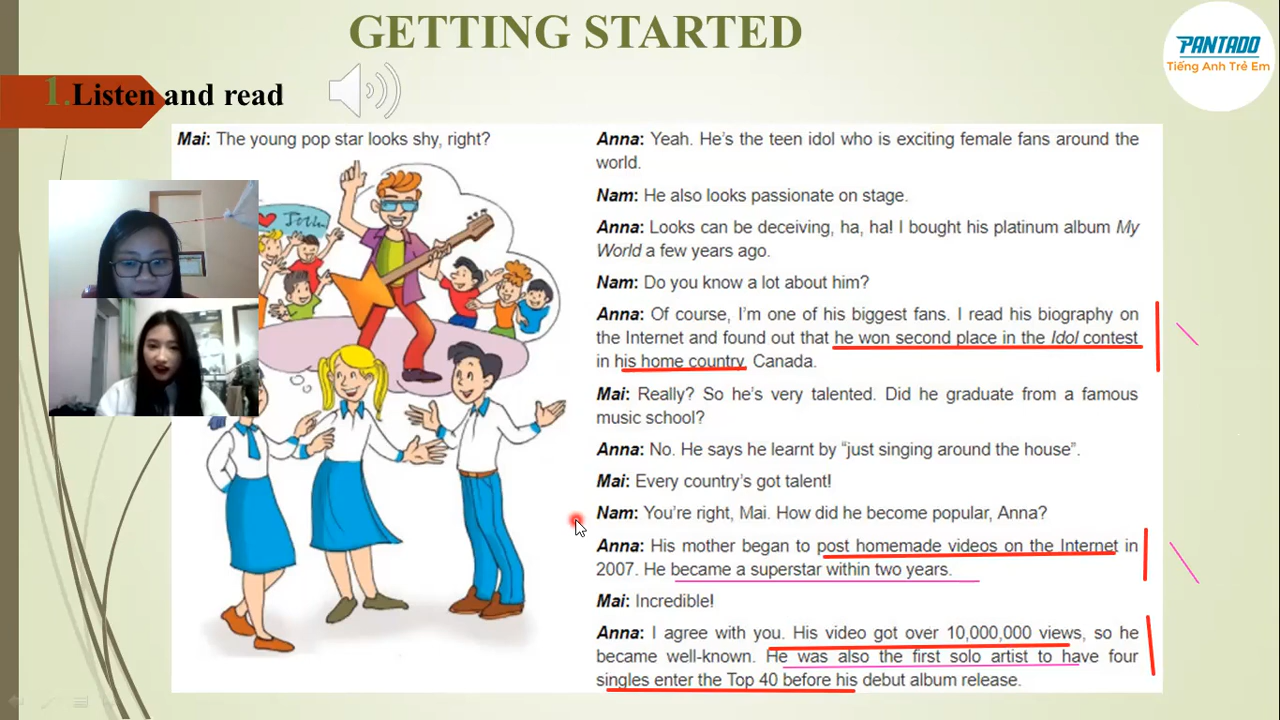 GETTING STARTED
PANTADO
Tiếng Anh Trẻ Em
1.Listen and read
Mai: The young pop star looks shy, right?
Anna: Yeah. He's the teen idol who is exciting female fans around the
world.
Nam: He also looks passionate on stage.
Anna: Looks can be deceiving, ha, ha! I bought his platinum album My
World a few years ago.
Nam: Do you know a lot about him?
Anna: Of course, I'm one of his biggest fans. I read his biography on
the Internet and found out that he won second place in the Idol contest
in his home country, Canada.
Mai: Really? So he's very talented. Did he graduate from a famous
music school?
Anna: No. He says he learnt by “just singing around the house”.
Mai: Every country's got talent!
Nam: You're right, Mai. How did he become popular, Anna?
Anna: His mother began to post homemade videos on the Internet in
2007. He became a superstar within two years.
Mai: Incredible!
Anna: I agree with you. His video got over 10,000,000 views, so he
became well-known. He was also the first solo artist to have four
singles enter the Top 40 before his debut album release.